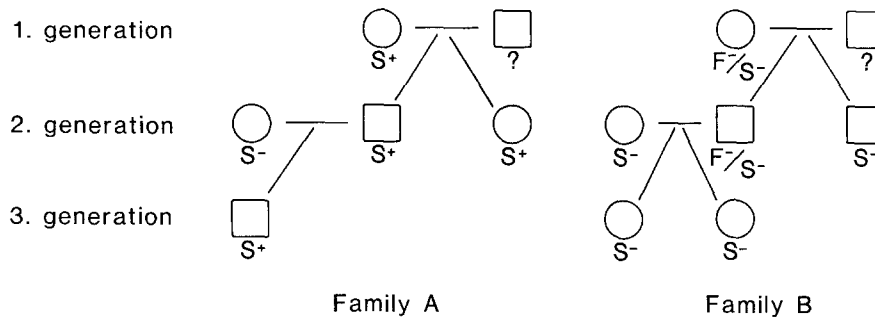 1. generation
S+ ? F-/S- ?
2. generation
S- S+ S+ S- F-/S- S-
3. generation
S+ S- S-
Family A Family B